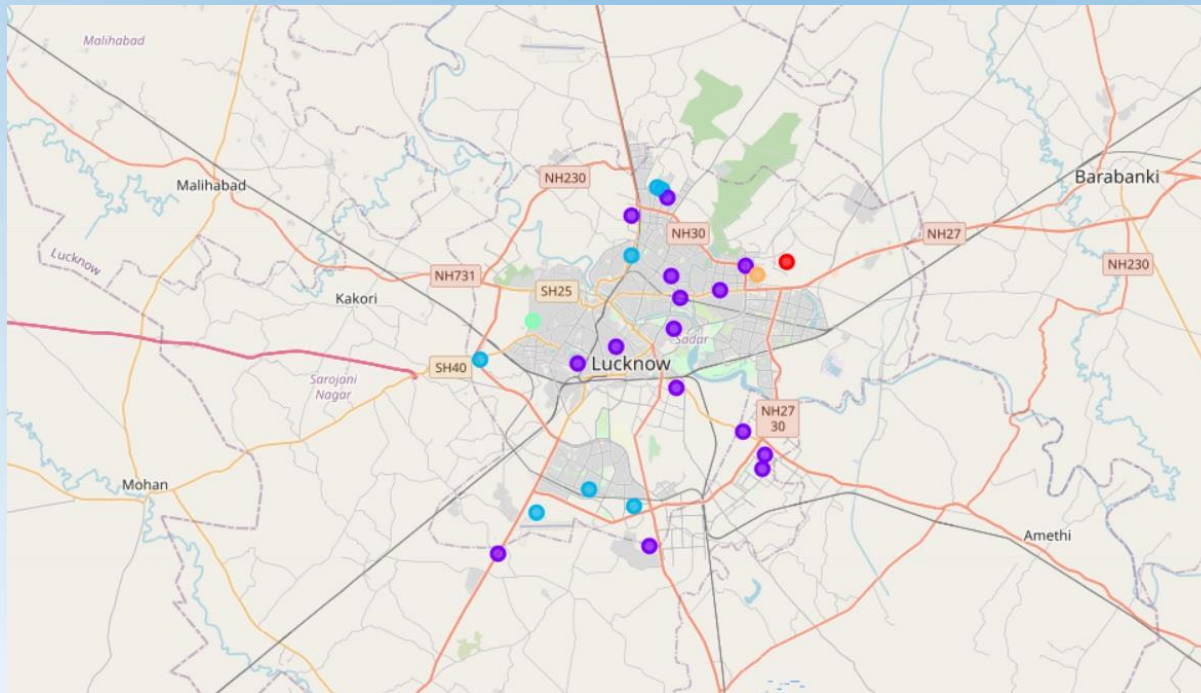 Malihabad
NH230
Malihabad
Barabanki
NH30
NH27
Lucknow
NH731
SH25
NH230
Kakori
Sadar
SH40
Lucknow
Sarojani
Nagar
NH27
30
Mohan
Amethi